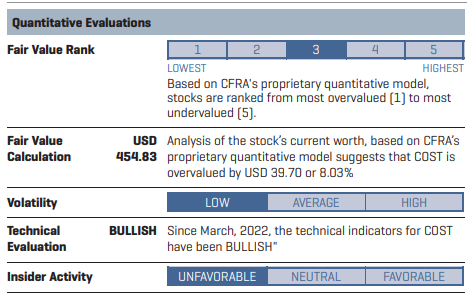 Quantitative Evaluations
Fair Value Rank
1 2 3 4 5
LOWEST HIGHEST
Based on CFRA's proprietary quantitative model,
stocks are ranked from most overvalued (1) to most
undervalued (5).
Fair Value USD Analysis of the stock's current worth, based on CFRA's
Calculation 454.83 proprietary quantitative model suggests that COST is
overvalued by USD 39.70 or 8.03%
Volatility LOW AVERAGE HIGH
Technical BULLISH Since March, 2022, the technical indicators for COST
Evaluation have been BULLISH"
Insider Activity UNFAVORABLE NEUTRAL FAVORABLE